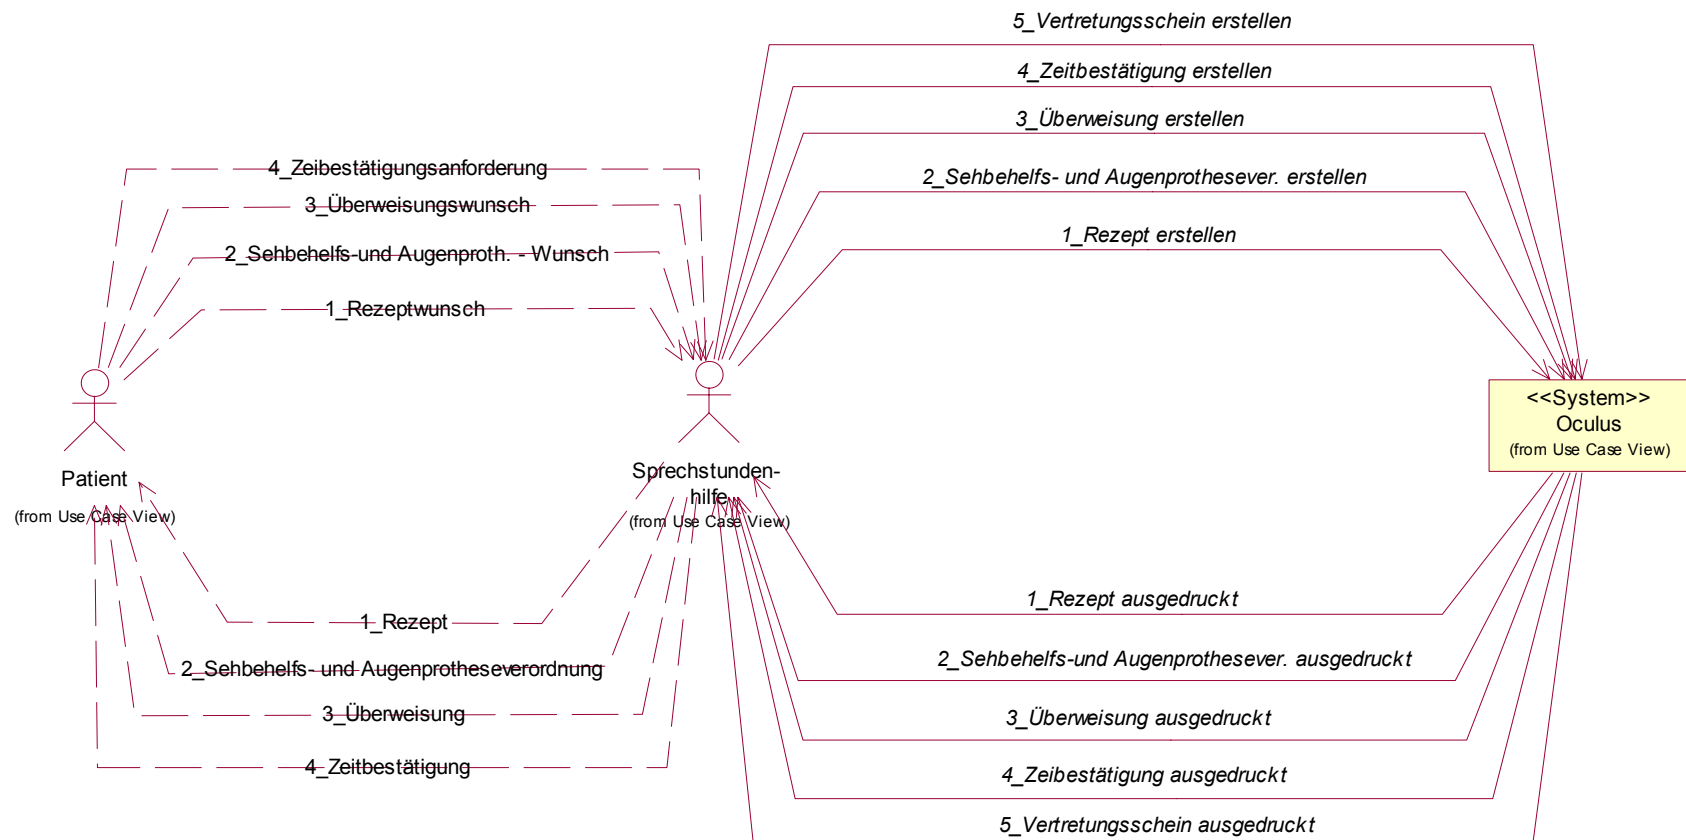 5_Vertretungsschein erstellen
4_Zeitbestätigung erstellen
3_Überweisung erstellen
4_Zeibestätigungsanforderung
2_Sehbehelfs- und Augenprothesever. erstellen
3_Überweisungswunsch
1_Rezept erstellen
2_Sehbehelfs-und Augenproth. - Wunsch
1_Rezeptwunsch
<<System>>
Oculus
(from Use Case View)
Patient
(from Use Case View)
Sprechstunden-
hilfe
(from Use Case View)
1_Rezept
1_Rezept ausgedruckt
2_Sehbehelfs- und Augenprotheseverordnung
2_Sehbehelfs-und Augenprothesever. ausgedruckt
3_Überweisung
3_Überweisung ausgedruckt
4_Zeitbestätigung
4_Zeibestätigung ausgedruckt
5_Vertretungsschein ausgedruckt